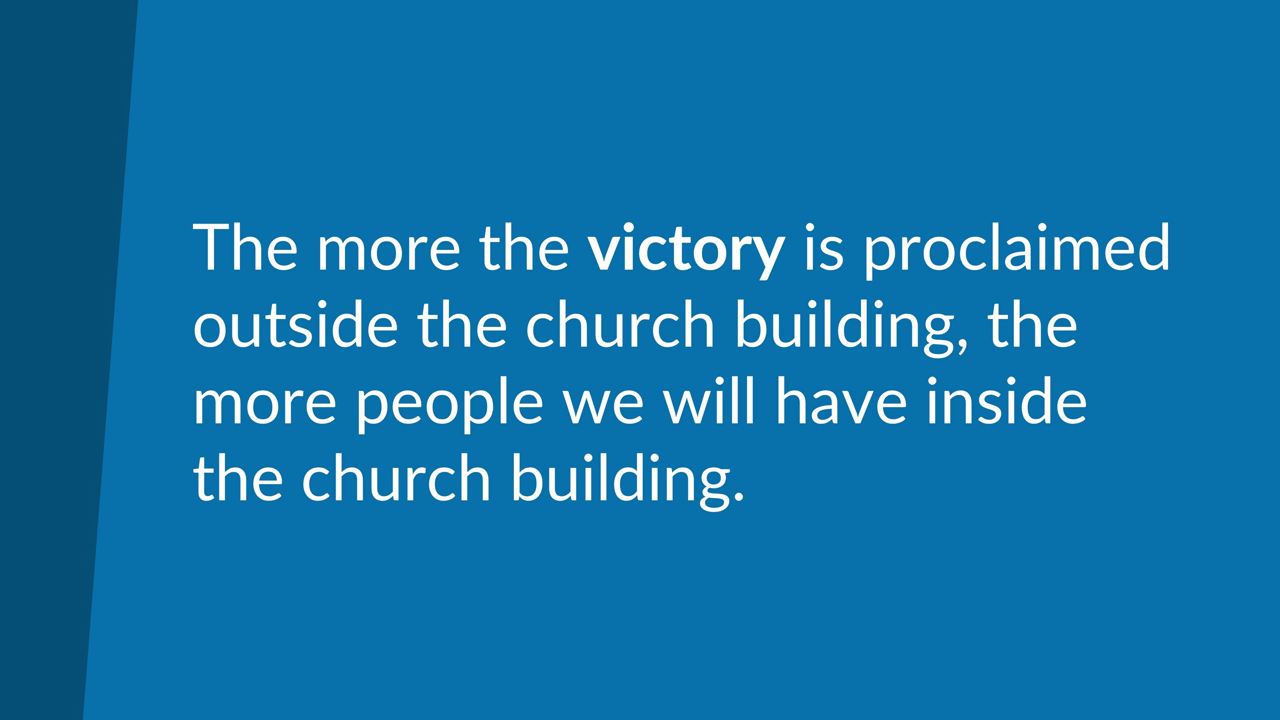 The more the victory is proclaimed
outside the church building, the
more people we will have inside
the church building.